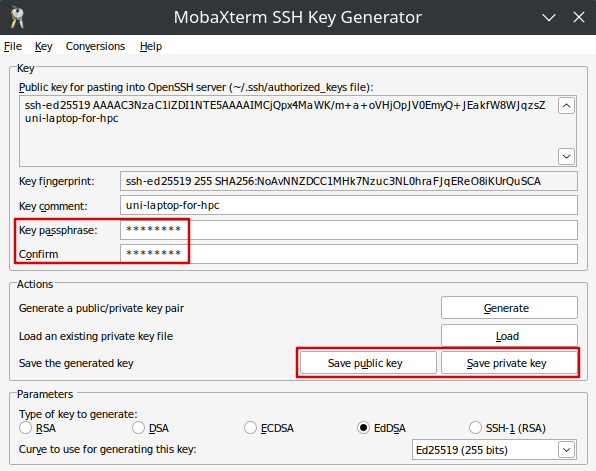 MobaXterm SSH Key Generator
File Key Conversions Help
Key
Public key for pasting into OpenSSH server (~/.ssh/authorized_keys file):
ssh-ed25519 AAAAC3NzaC1lZDI1NTE5AAAAIMCjQpx4MaWK/m+a+oVHjOpJV0EmyQ+JEakfW8WJqzsZ
uni-laptop-for-hpc
Key fingerprint: ssh-ed25519 255 SHA256:NoAvNNZDCC1MHk7Nzuc3NL0hraFJqEReO8iKUrQuSCA
Key comment: uni-laptop-for-hpc
Key passphrase: ********
Confirm ********
Actions
Generate a public/private key pair Generate
Load an existing private key file Load
Save the generated key Save public key Save private key
Parameters
Type of key to generate:
RSA DSA ECDSA EdDSA SSH-1 (RSA)
Curve to use for generating this key: Ed25519 (255 bits)